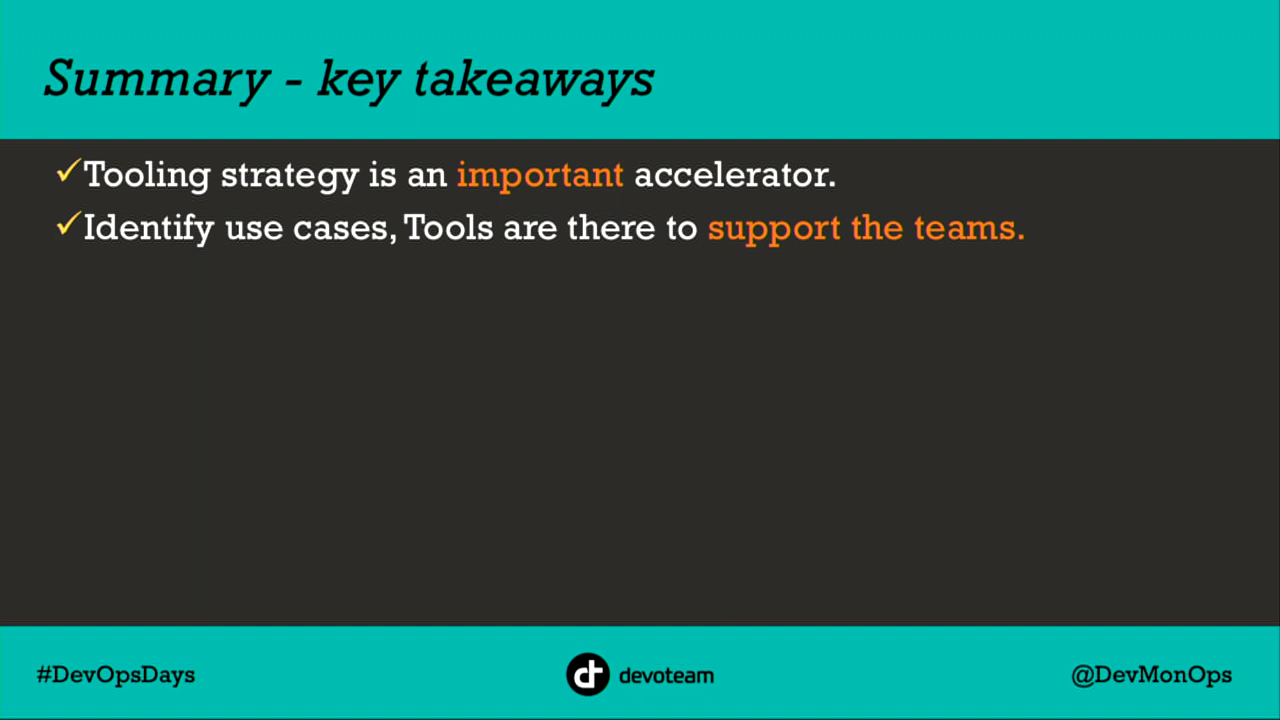 Summary - key takeaways
✓Tooling strategy is an important accelerator.
✓Identify use cases, Tools are there to support the teams.
#DevOpsDays
devoteam
@DevMonOps